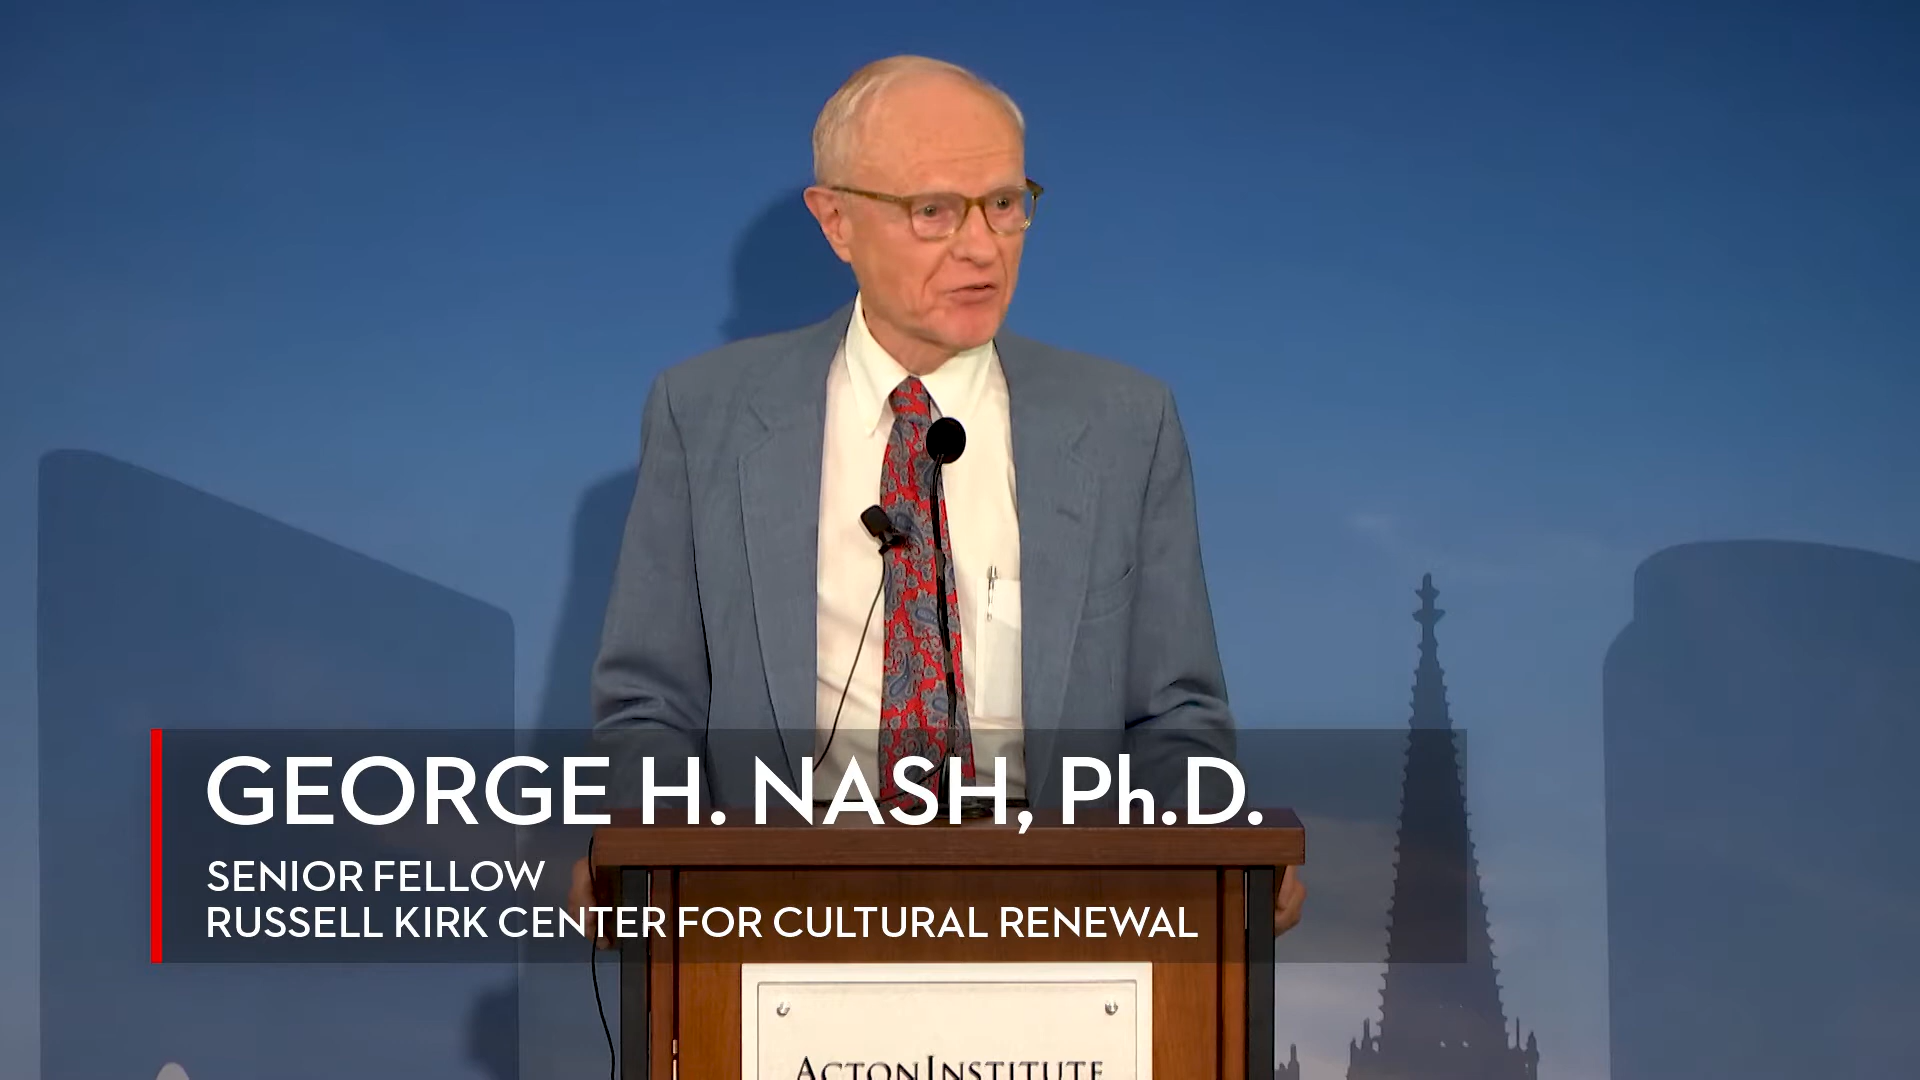 GEORGE H. NASH, Ph.D.
SENIOR FELLOW
RUSSELL KIRK CENTER FOR CULTURAL RENEWAL
ACTON INSTITUTE